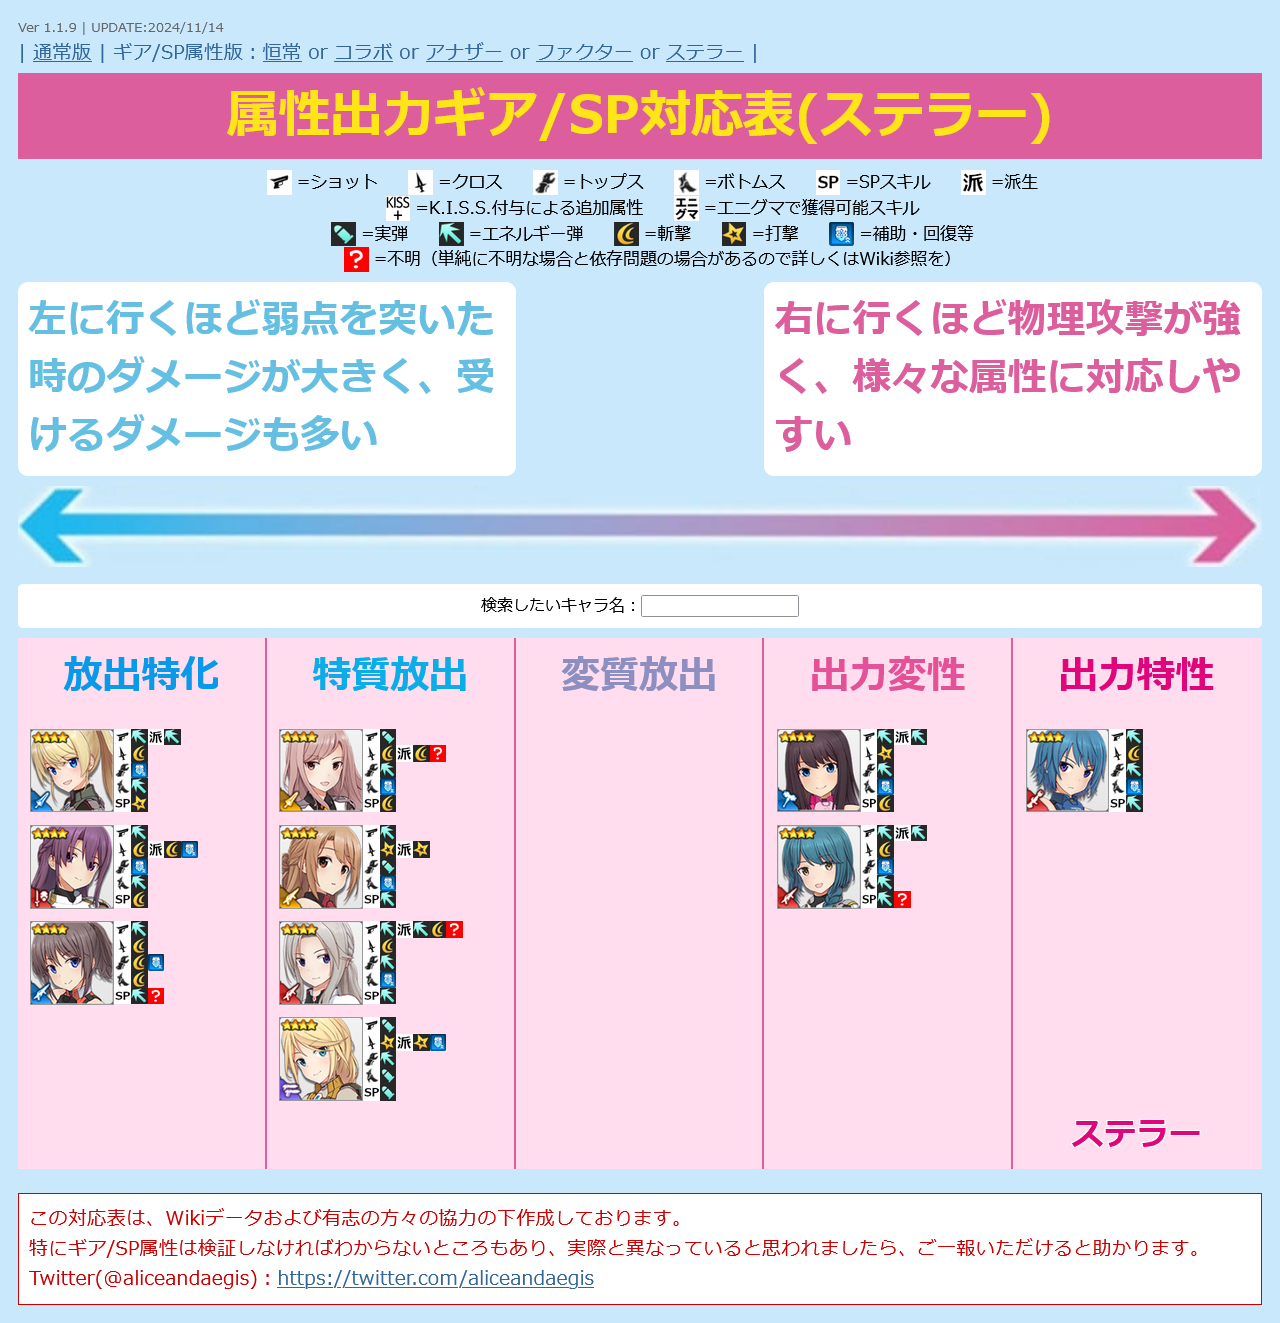 Ver 1.1.9 | UPDATE:2024/11/14
| 通常版 | ギア/SP属性版：恒常 or コラボ or アナザー or ファクター or ステラー |
属性出力ギア/SP対応表(ステラー)
=ショット =クロス =トップス =ボトムス SP =SPスキル 派 =派生
KISS+ =K.I.S.S.付与による追加属性 エニグマ =エニグマで獲得可能スキル
=実弾 =エネルギー弾 =斬撃 =打撃 =補助・回復等
? =不明（単純に不明な場合と依存問題の場合があるので詳しくはWiki参照を）
左に行くほど弱点を突いた
時のダメージが大きく、受
けるダメージも多い
右に行くほど物理攻撃が強
く、様々な属性に対応しや
すい
検索したいキャラ名：
放出特化
派
SP
派
SP
SP ?
特質放出
派 ?
SP
派
SP
派 ?
SP
派
SP
変質放出
出力変性
派
SP
派
SP ?
出力特性
SP
ステラー
この対応表は、Wikiデータおよび有志の方々の協力の下作成しております。
特にギア/SP属性は検証しなければわからないところもあり、実際と異なっていると思われましたら、ご一報いただけると助かります。
Twitter(@aliceandaegis)：https://twitter.com/aliceandaegis